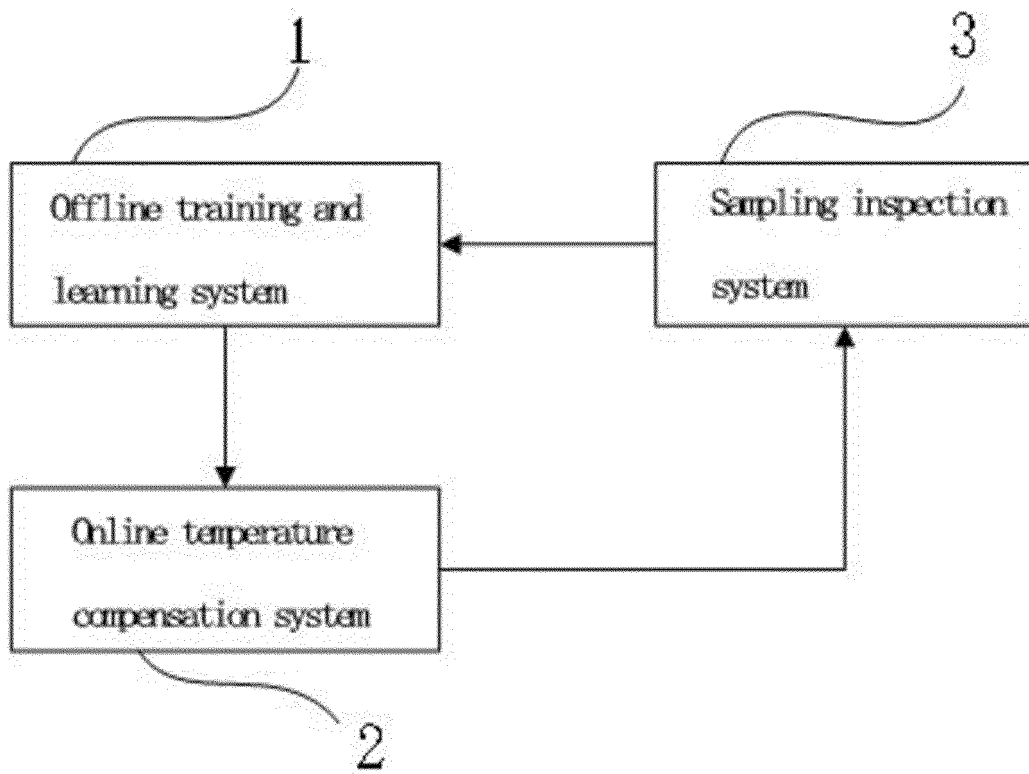 1
3
Offline training and
learning system
Sampling inspection
system
Online temperature
compensation system
2